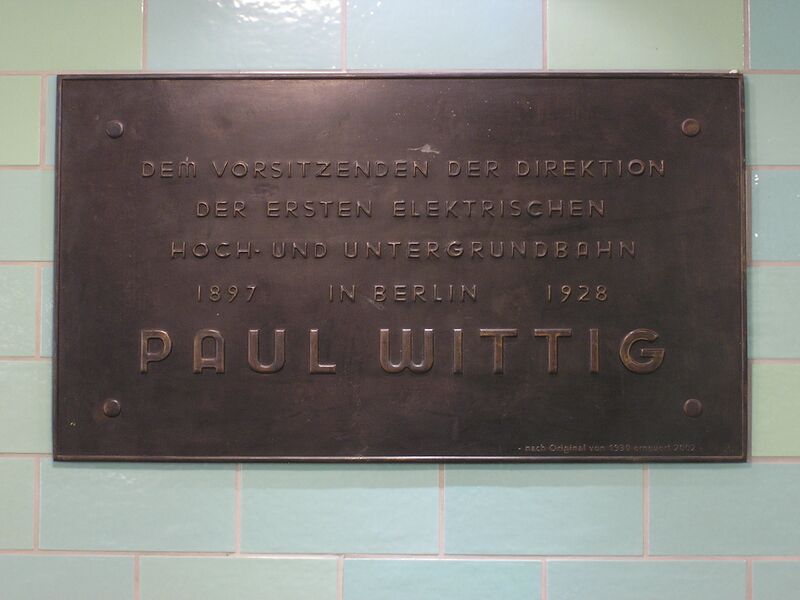 DEM VORSITZENDEN DER DIREKTION
DER ERSTEN ELEKTRISCHEN
HOCH- UND UNTERGRUNDBAHN
1897 IN BERLIN 1928
PAUL WITTIG
- nach Original von 1930 erneuert 2002 -